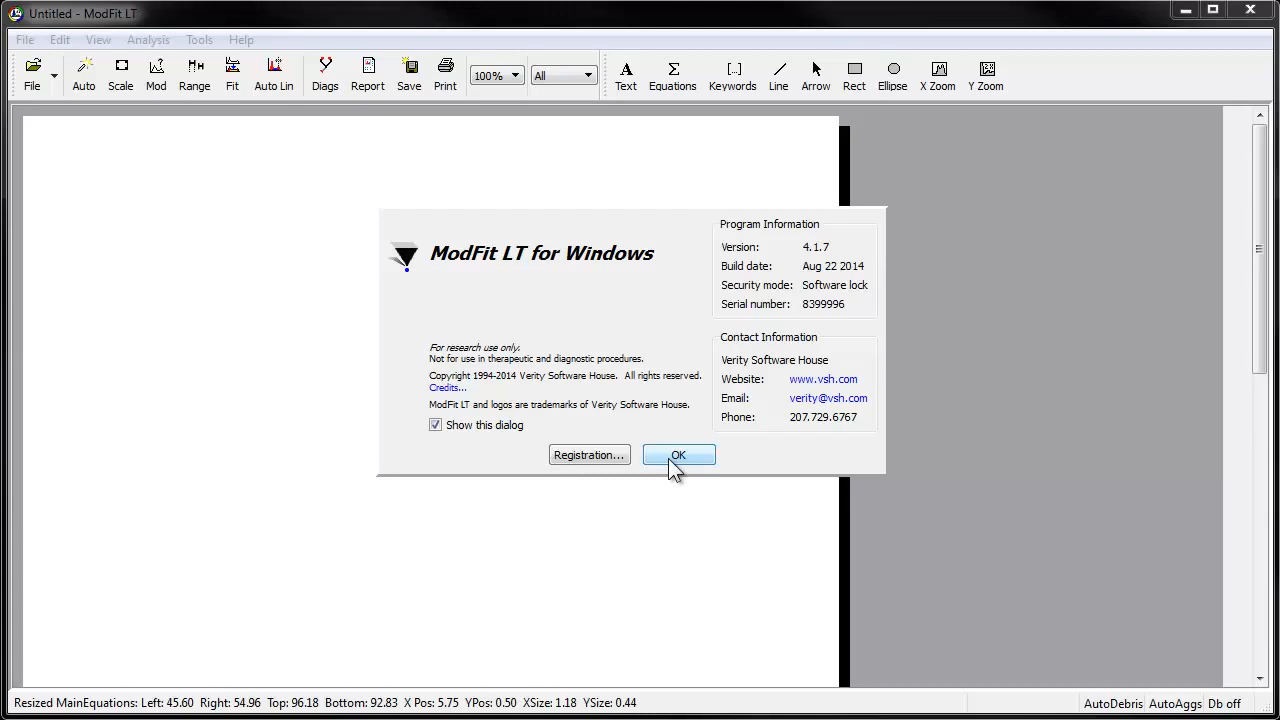 Untitled - ModFit LT
File Edit View Analysis Tools Help
File Auto Scale Mod Range Fit Auto Lin Diags Report Save Print 100% All Text Equations Keywords Line Arrow Rect Ellipse X Zoom Y Zoom
ModFit LT for Windows
For research use only.
Not for use in therapeutic and diagnostic procedures.
Copyright 1994-2014 Verity Software House. All rights reserved.
Credits...
ModFit LT and logos are trademarks of Verity Software House.
Show this dialog
Registration... OK
Program Information
Version: 4.1.7
Build date: Aug 22 2014
Security mode: Software lock
Serial number: 8399996
Contact Information
Verity Software House
Website: www.vsh.com
Email: verity@vsh.com
Phone: 207.729.6767
Resized MainEquations: Left: 45.60 Right: 54.96 Top: 96.18 Bottom: 92.83 X Pos: 5.75 YPos: 0.50 XSize: 1.18 YSize: 0.44 AutoDebris AutoAggs Db off